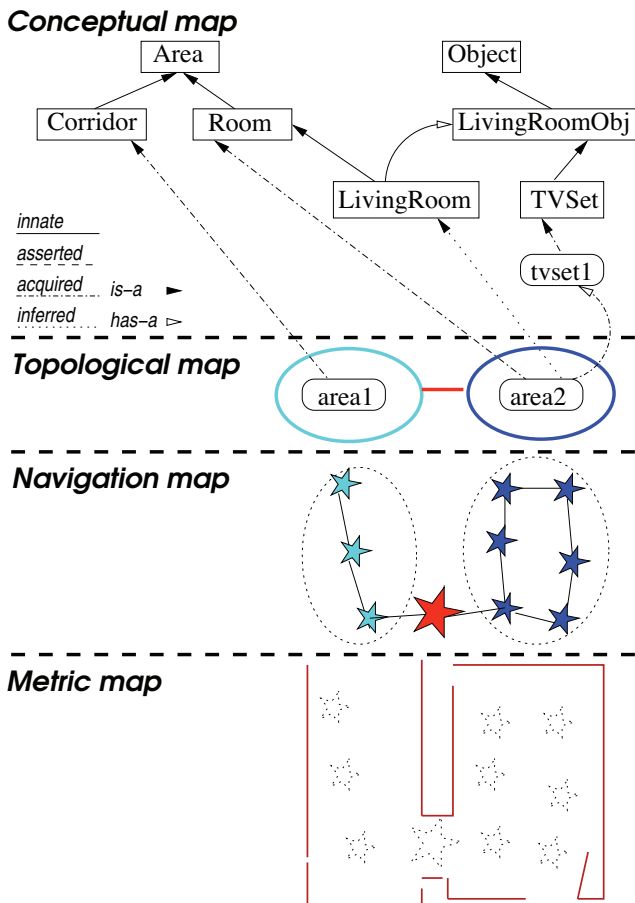 Conceptual map
Area
Object
Corridor
Room
LivingRoomObj
LivingRoom
TVSet
innate
asserted
acquired is-a
inferred has-a
tvset1
Topological map
area1
area2
Navigation map
Metric map